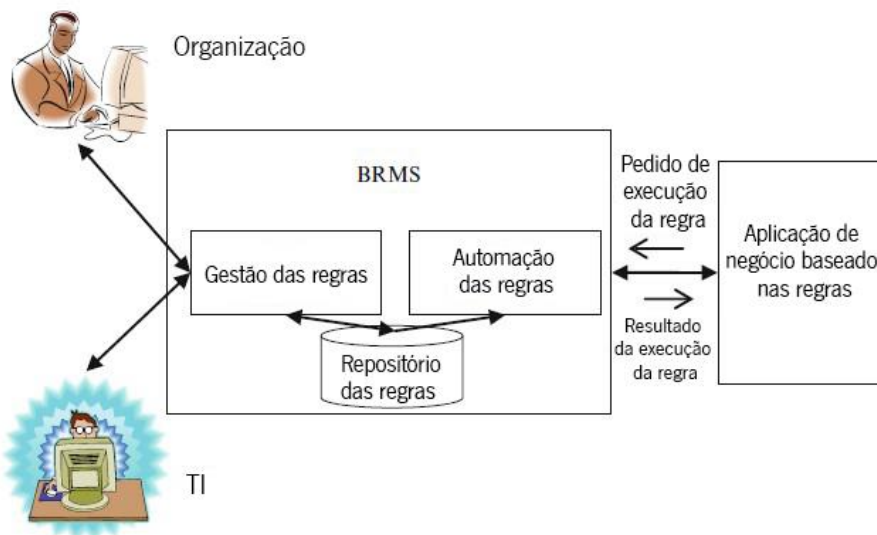 Organização
BRMS
Gestão das regras
Automação
das regras
Repositório
das regras
Pedido de
execução
da regra
Resultado
da execução
da regra
Aplicação de
negócio baseado
nas regras
TI